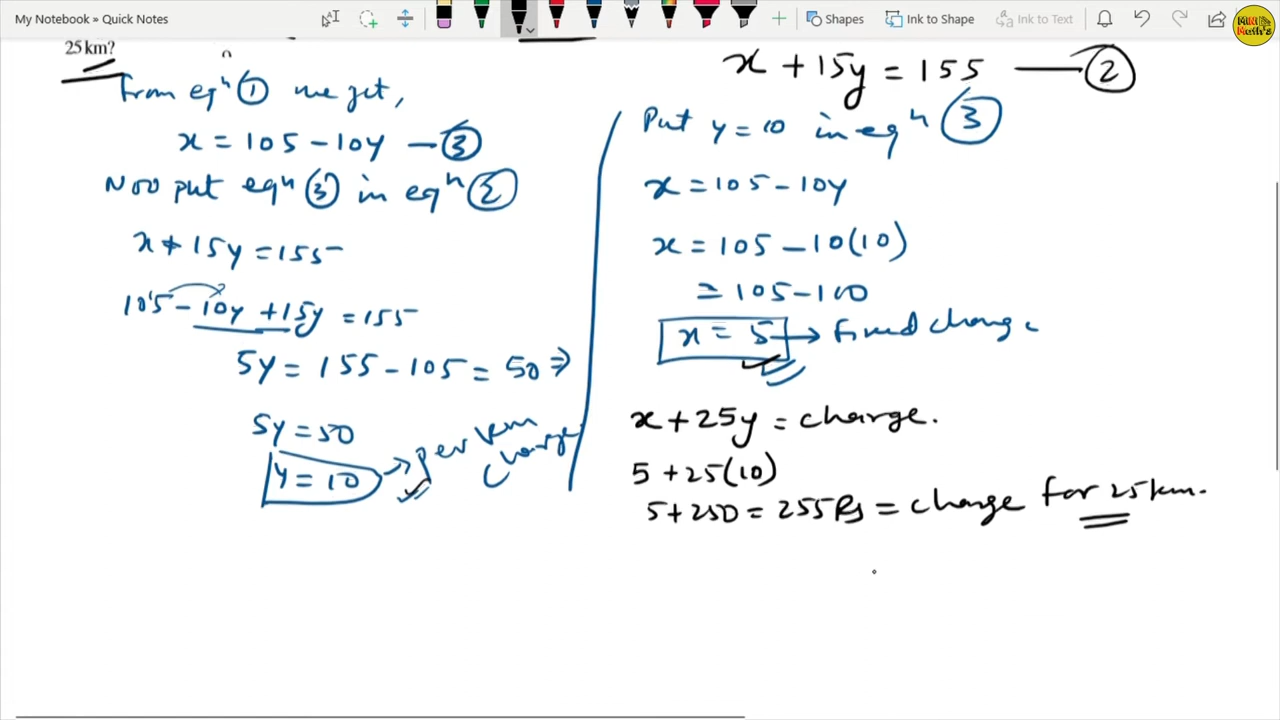 My Notebook » Quick Notes
Shapes
Ink to Shape
Ink to Text
25 km?
From eqⁿ ① we get,
x = 105 - 10y — ③
Now put eqⁿ ③ in eqⁿ ②
x + 15y = 155
105 - 10y + 15y = 155
5y = 155 - 105 = 50 ⇒
5y = 50
y = 10 → per km charge
x + 15y = 155 — ②
Put y = 10 in eqⁿ ③
x = 105 - 10y
x = 105 - 10(10)
= 105 - 100
x = 5 → fixed charge
x + 25y = charge.
5 + 25(10)
5 + 250 = 255 Rs = charge for 25 km.